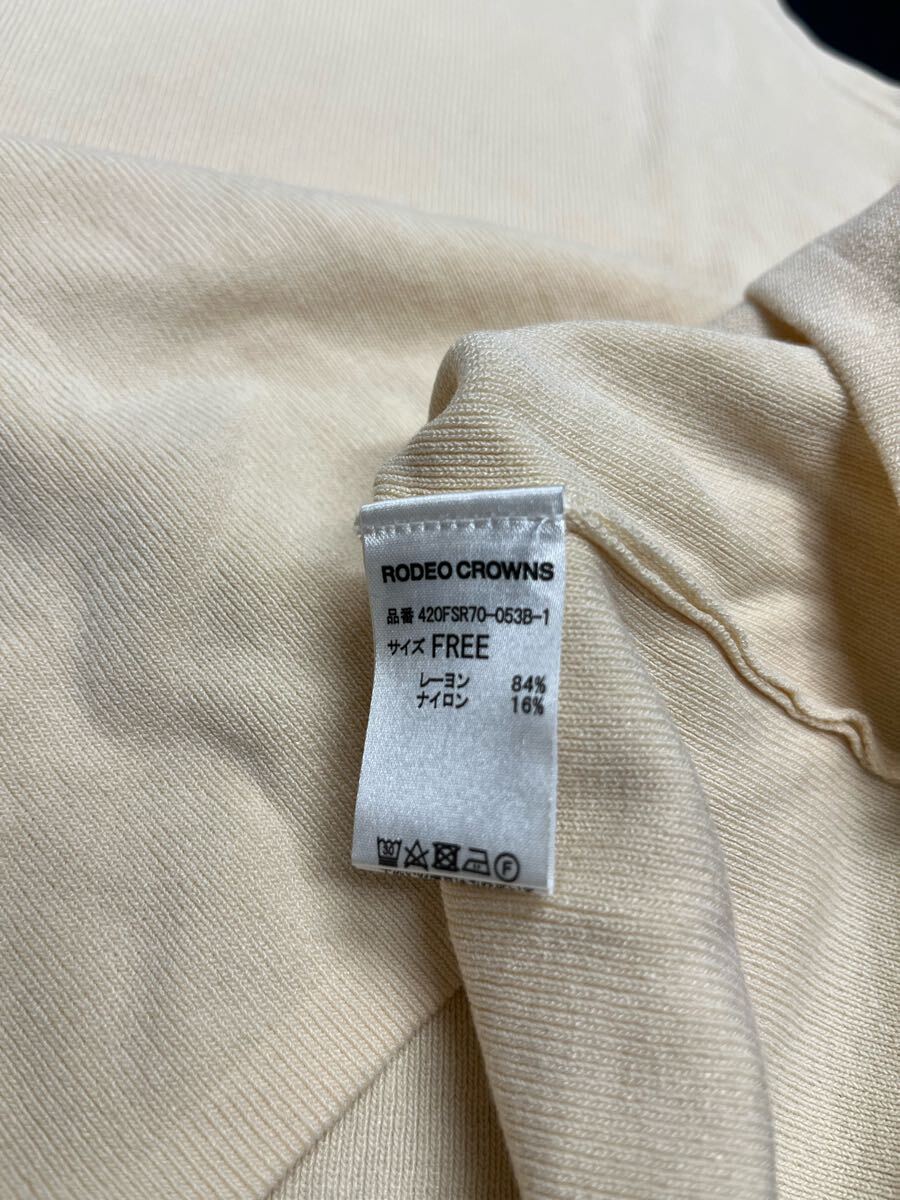 RODEO CROWNS
品番 420FSR70-053B-1
サイズ FREE
レーヨン 84%
ナイロン 16%
30
F